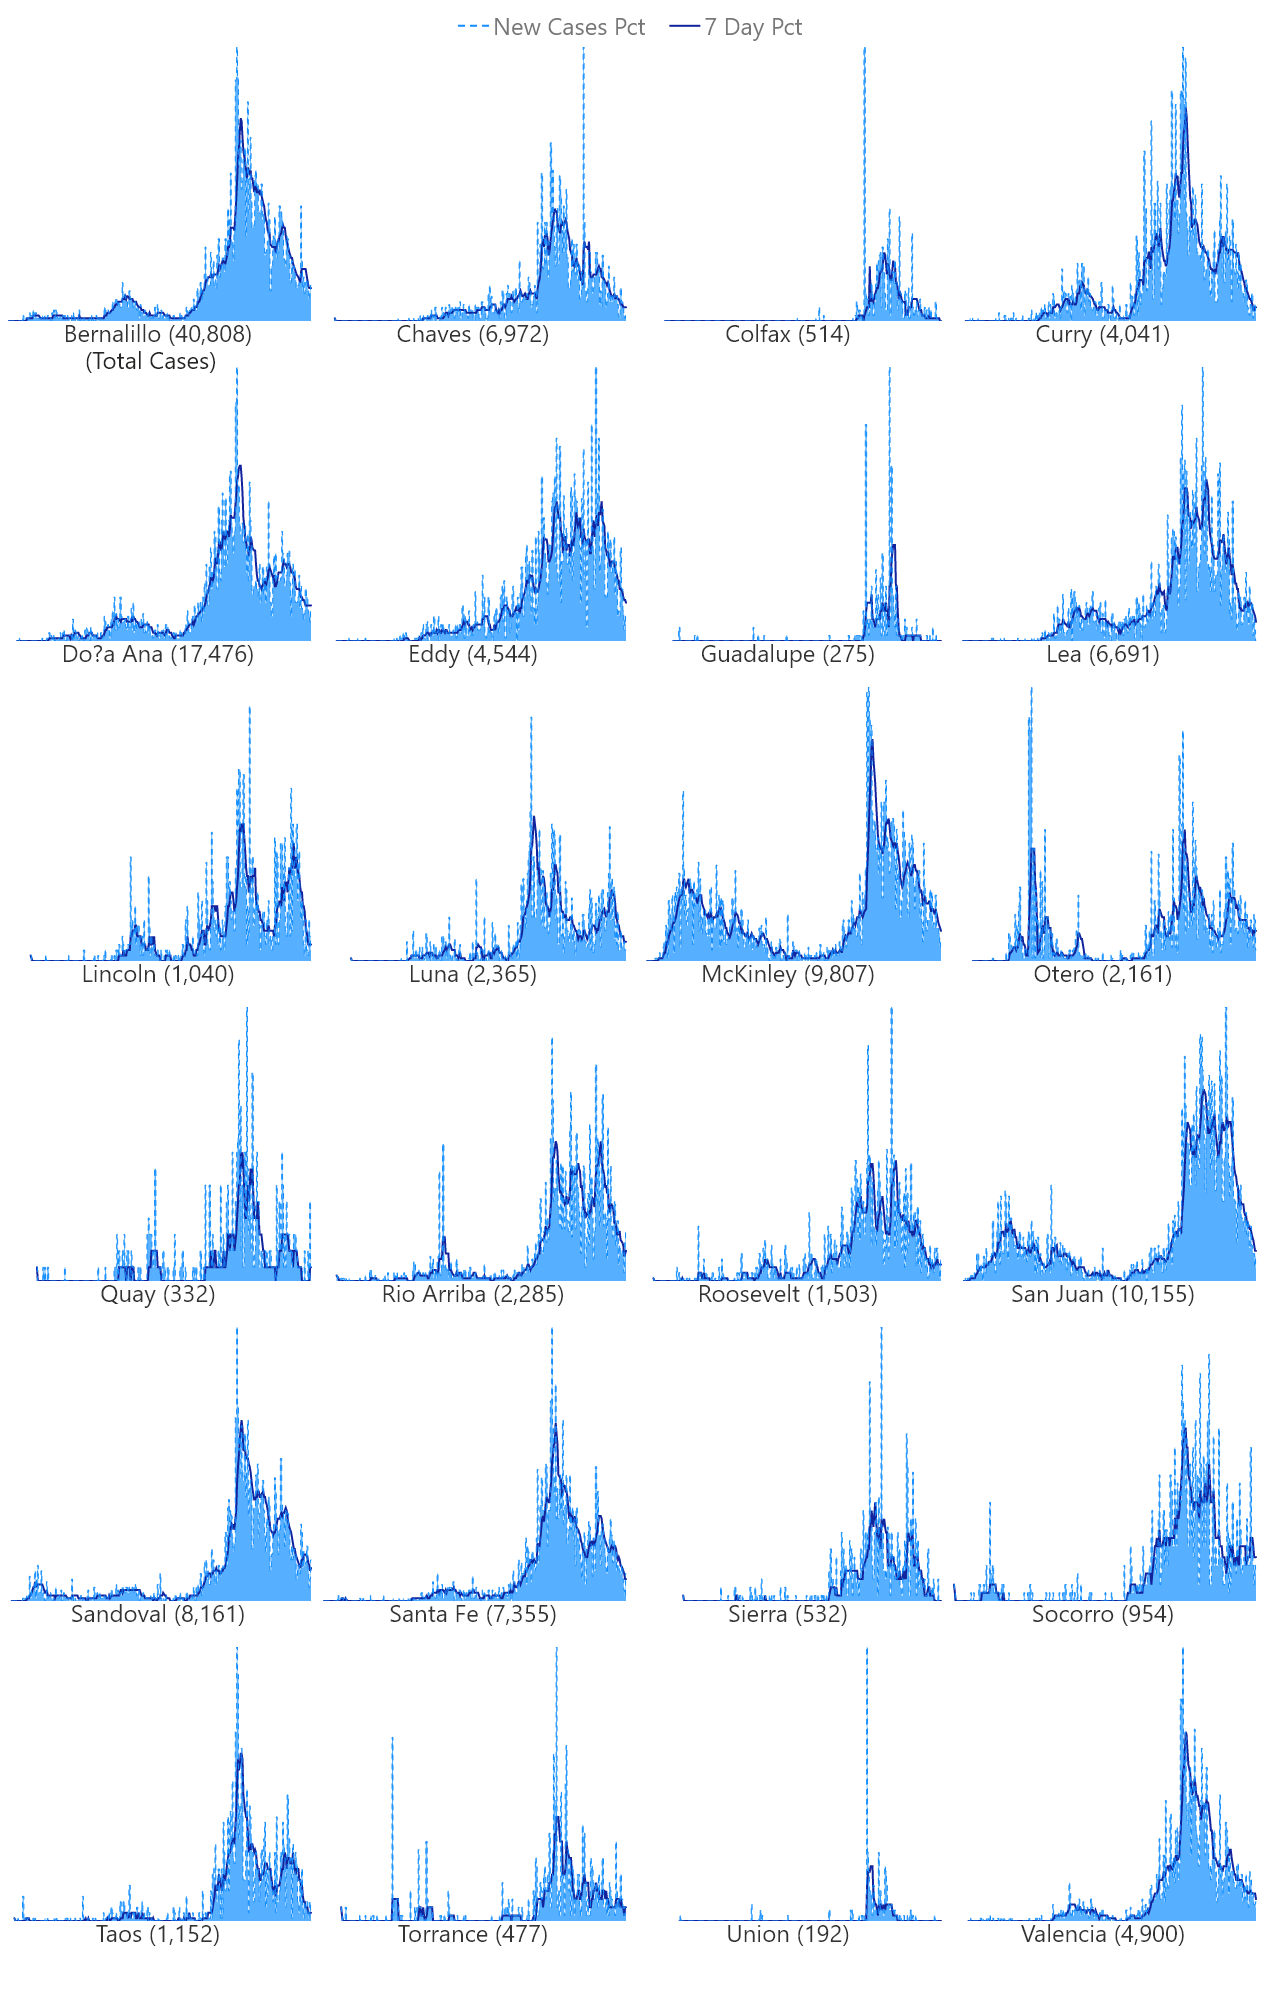 New Cases Pct 7 Day Pct
Bernalillo (40,808) Chaves (6,972) Colfax (514) Curry (4,041)
(Total Cases)
Do?a Ana (17,476) Eddy (4,544) Guadalupe (275) Lea (6,691)
Lincoln (1,040) Luna (2,365) McKinley (9,807) Otero (2,161)
Quay (332) Rio Arriba (2,285) Roosevelt (1,503) San Juan (10,155)
Sandoval (8,161) Santa Fe (7,355) Sierra (532) Socorro (954)
Taos (1,152) Torrance (477) Union (192) Valencia (4,900)